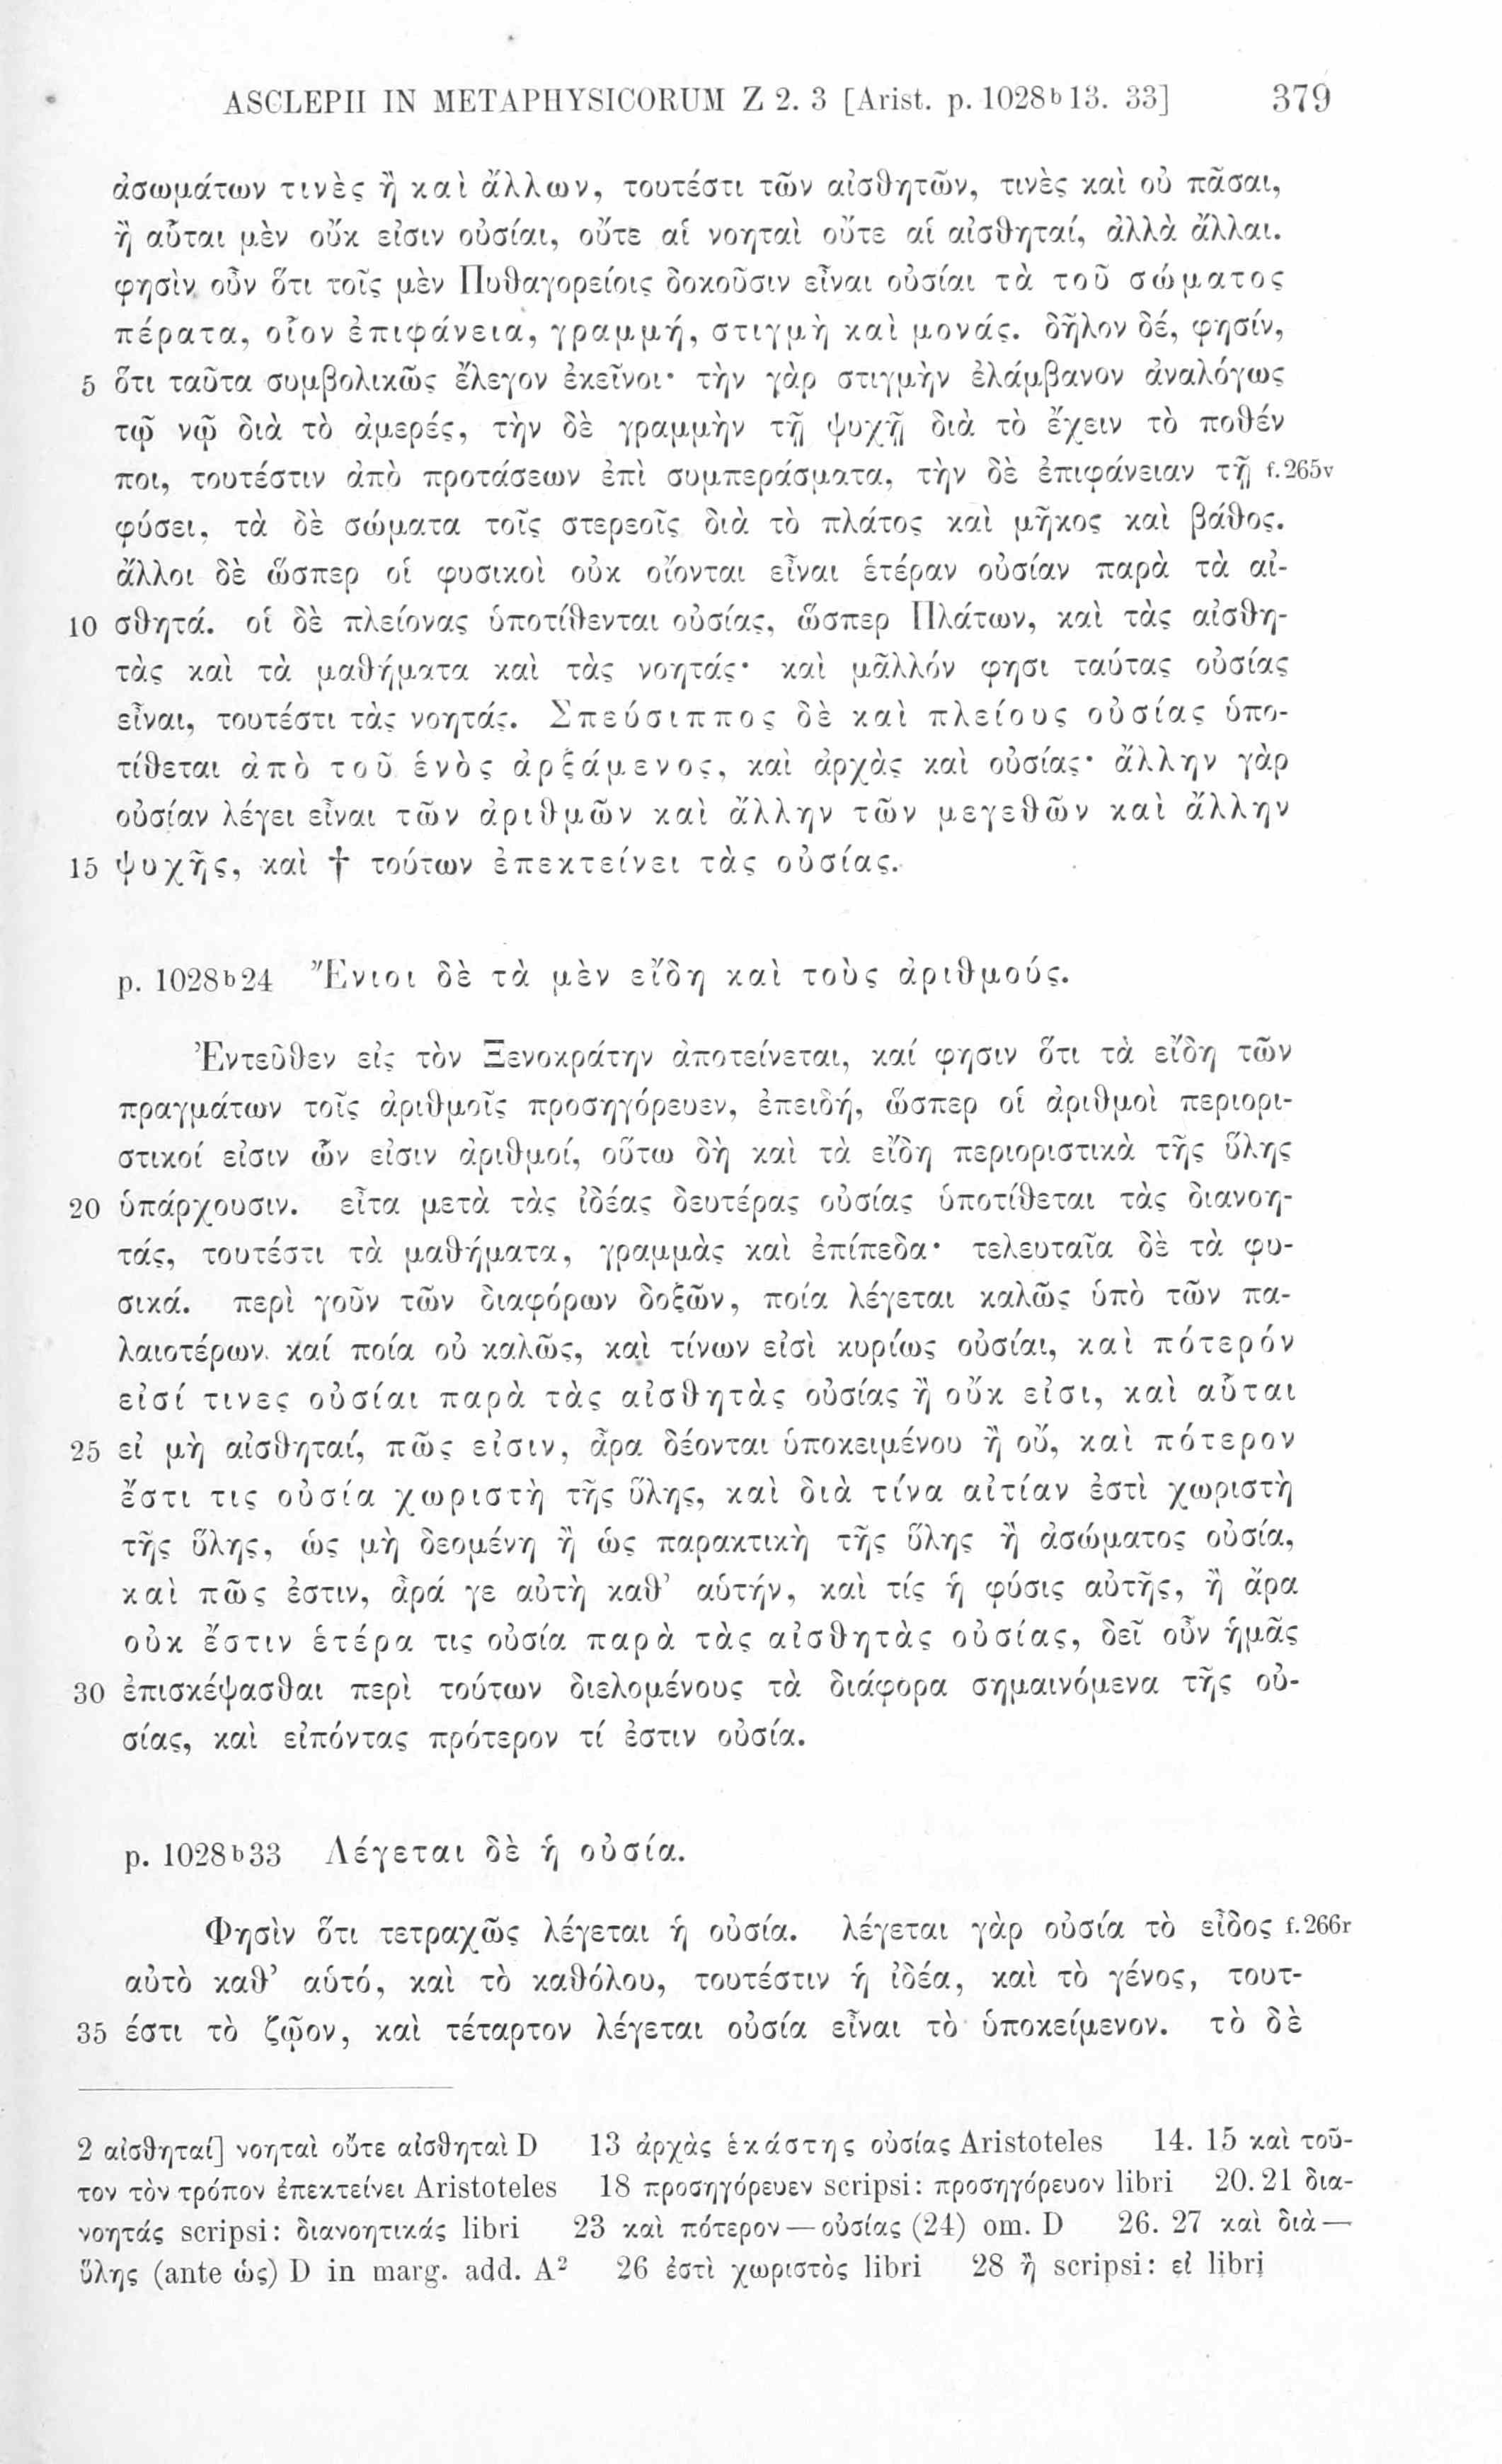 ASCLEPII IN METAPHYSICORUM Z 2. 3 [Arist. p. 1028ᵇ13. 33] 379
ἀσωμάτων τινὲς ἢ καὶ ἄλλων, τουτέστι τῶν αἰσθητῶν, τινὲς καὶ οὐ πᾶσαι,
ἢ αὗται μὲν οὔκ εἰσιν οὐσίαι, οὔτε αἱ νοηταὶ οὔτε αἱ αἰσθηταί, ἀλλὰ ἄλλαι.
φησὶν οὖν ὅτι τοῖς μὲν Πυθαγορείοις δοκοῦσιν εἶναι οὐσίαι τὰ τοῦ σώματος
πέρατα, οἷον ἐπιφάνεια, γραμμή, στιγμὴ καὶ μονάς. δῆλον δέ, φησίν,
5 ὅτι ταῦτα συμβολικῶς ἔλεγον ἐκεῖνοι· τὴν γὰρ στιγμὴν ἐλάμβανον ἀναλόγως
τῷ νῷ διὰ τὸ ἀμερές, τὴν δὲ γραμμὴν τῇ ψυχῇ διὰ τὸ ἔχειν τὸ ποθέν
ποι, τουτέστιν ἀπὸ προτάσεων ἐπὶ συμπεράσματα, τὴν δὲ ἐπιφάνειαν τῇ f.265v
φύσει, τὰ δὲ σώματα τοῖς στερεοῖς διὰ τὸ πλάτος καὶ μῆκος καὶ βάθος.
ἄλλοι δὲ ὥσπερ οἱ φυσικοὶ οὐκ οἴονται εἶναι ἑτέραν οὐσίαν παρὰ τὰ αἰ-
10 σθητά. οἱ δὲ πλείονας ὑποτίθενται οὐσίας, ὥσπερ Πλάτων, καὶ τὰς αἰσθη-
τὰς καὶ τὰ μαθήματα καὶ τὰς νοητάς· καὶ μᾶλλόν φησι ταύτας οὐσίας
εἶναι, τουτέστι τὰς νοητάς. Σπεύσιππος δὲ καὶ πλείους οὐσίας ὑπο-
τίθεται ἀπὸ τοῦ ἑνὸς ἀρξάμενος, καὶ ἀρχὰς καὶ οὐσίας· ἄλλην γὰρ
οὐσίαν λέγει εἶναι τῶν ἀριθμῶν καὶ ἄλλην τῶν μεγεθῶν καὶ ἄλλην
15 ψυχῆς, καὶ † τούτων ἐπεκτείνει τὰς οὐσίας.
p. 1028ᵇ24 Ἔνιοι δὲ τὰ μὲν εἴδη καὶ τοὺς ἀριθμούς.
Ἐντεῦθεν εἰς τὸν Ξενοκράτην ἀποτείνεται, καί φησιν ὅτι τὰ εἴδη τῶν
πραγμάτων τοῖς ἀριθμοῖς προσηγόρευεν, ἐπειδή, ὥσπερ οἱ ἀριθμοὶ περιορι-
στικοί εἰσιν ὧν εἰσιν ἀριθμοί, οὕτω δὴ καὶ τὰ εἴδη περιοριστικὰ τῆς ὕλης
20 ὑπάρχουσιν. εἶτα μετὰ τὰς ἰδέας δευτέρας οὐσίας ὑποτίθεται τὰς διανοη-
τάς, τουτέστι τὰ μαθήματα, γραμμὰς καὶ ἐπίπεδα· τελευταῖα δὲ τὰ φυ-
σικά. περὶ γοῦν τῶν διαφόρων δοξῶν, ποία λέγεται καλῶς ὑπὸ τῶν πα-
λαιοτέρων καί ποία οὐ καλῶς, καὶ τίνων εἰσὶ κυρίως οὐσίαι, καὶ πότερόν
εἰσί τινες οὐσίαι παρὰ τὰς αἰσθητὰς οὐσίας ἢ οὔκ εἰσι, καὶ αὗται
25 εἰ μὴ αἰσθηταί, πῶς εἰσιν, ἆρα δέονται ὑποκειμένου ἢ οὔ, καὶ πότερον
ἔστι τις οὐσία χωριστὴ τῆς ὕλης, καὶ διὰ τίνα αἰτίαν ἐστὶ χωριστὴ
τῆς ὕλης, ὡς μὴ δεομένη ἢ ὡς παρακτικὴ τῆς ὕλης ἢ ἀσώματος οὐσία,
καὶ πῶς ἐστιν, ἆρά γε αὐτὴ καθ’ αὑτήν, καὶ τίς ἡ φύσις αὐτῆς, ἢ ἄρα
οὐκ ἔστιν ἑτέρα τις οὐσία παρὰ τὰς αἰσθητὰς οὐσίας, δεῖ οὖν ἡμᾶς
30 ἐπισκέψασθαι περὶ τούτων διελομένους τὰ διάφορα σημαινόμενα τῆς οὐ-
σίας, καὶ εἰπόντας πρότερον τί ἐστιν οὐσία.
p. 1028ᵇ33 Λέγεται δὲ ἡ οὐσία.
Φησὶν ὅτι τετραχῶς λέγεται ἡ οὐσία. λέγεται γὰρ οὐσία τὸ εἶδος f.266r
αὐτὸ καθ’ αὑτό, καὶ τὸ καθόλου, τουτέστιν ἡ ἰδέα, καὶ τὸ γένος, τουτ-
35 έστι τὸ ζῷον, καὶ τέταρτον λέγεται οὐσία εἶναι τὸ ὑποκείμενον. τὸ δὲ
2 αἰσθηταί] νοηταὶ οὔτε αἰσθηταὶ D 13 ἀρχὰς ἑκάστης οὐσίας Aristoteles 14. 15 καὶ τοῦ-
τον τὸν τρόπον ἐπεκτείνει Aristoteles 18 προσηγόρευεν scripsi: προσηγόρευον libri 20. 21 δια-
νοητάς scripsi: διανοητικάς libri 23 καὶ πότερον — οὐσίας (24) om. D 26. 27 καὶ διὰ —
ὕλης (ante ὡς) D in marg. add. A² 26 ἐστὶ χωριστὸς libri 28 ἢ scripsi: εἰ libri